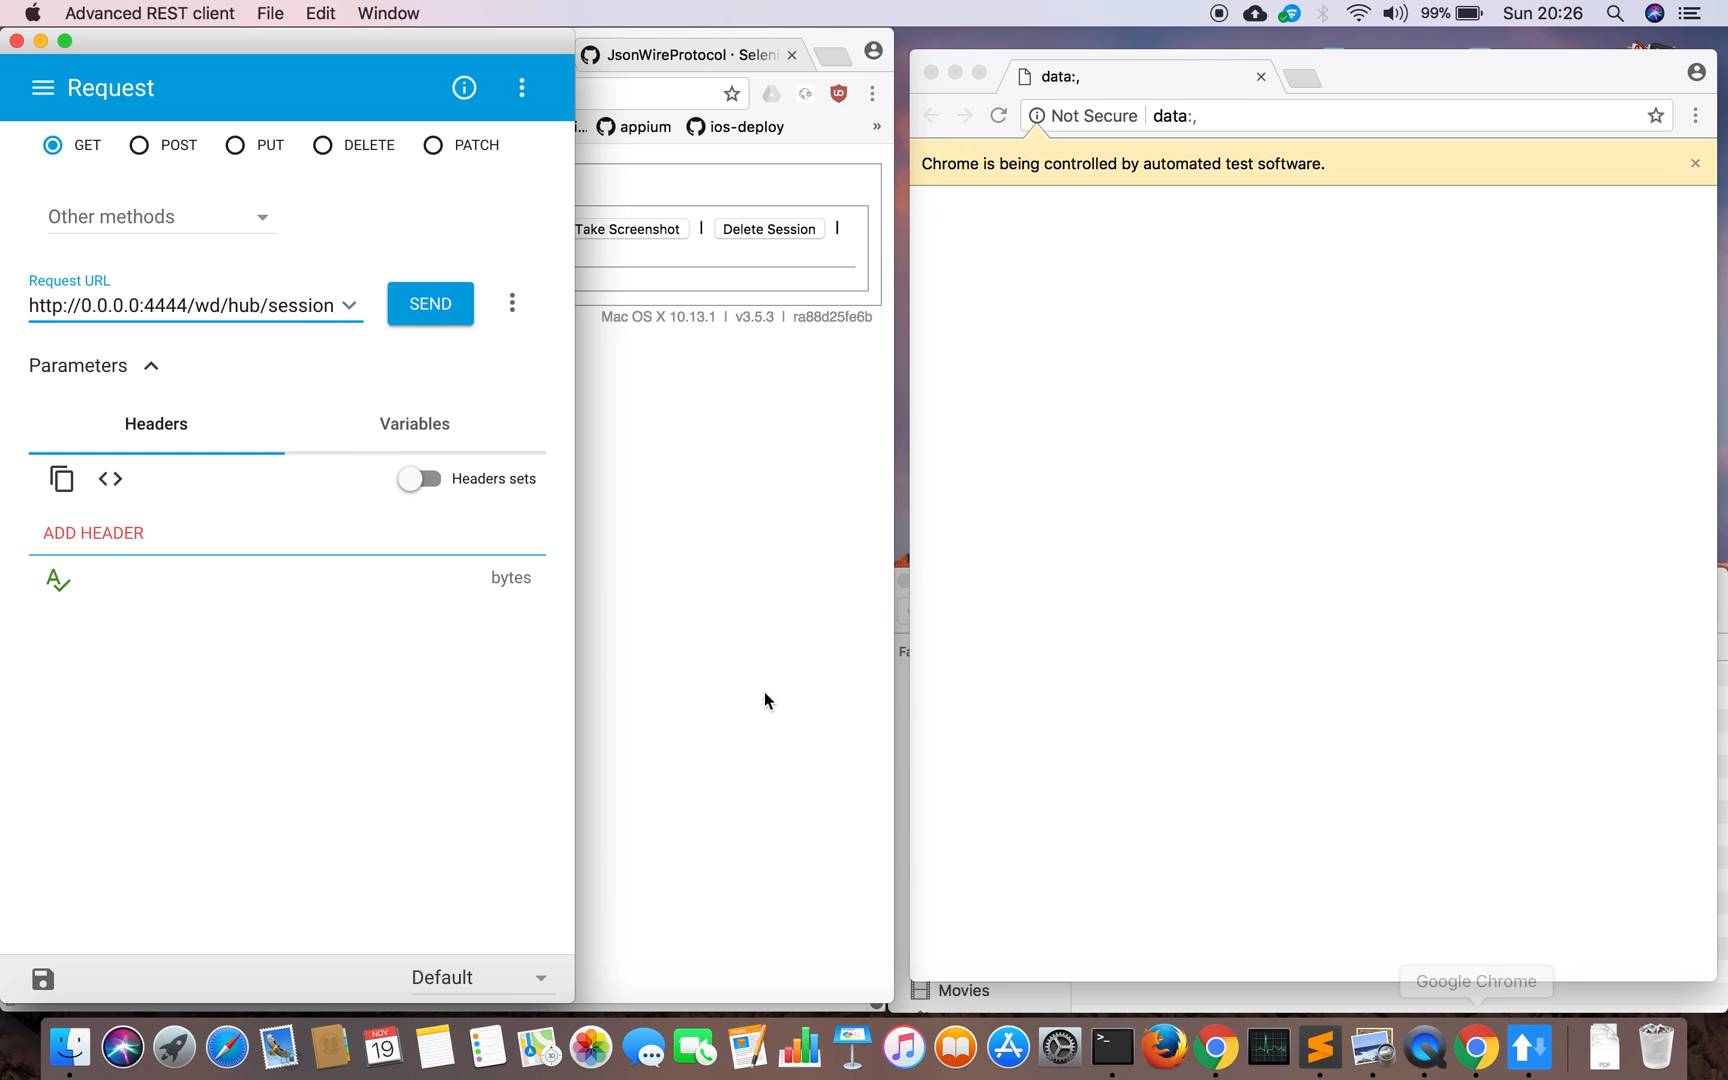 Advanced REST client File Edit Window 99% Sun 20:26
Request
GET POST PUT DELETE PATCH
Other methods
Request URL
http://0.0.0.0:4444/wd/hub/session SEND
Parameters
Headers Variables
Headers sets
ADD HEADER
bytes
Default
JsonWireProtocol · Seleni
i... appium ios-deploy »
Take Screenshot | Delete Session |
Mac OS X 10.13.1 | v3.5.3 | ra88d25fe6b
data:,
Not Secure data:,
Chrome is being controlled by automated test software.
Fa
Movies
Google Chrome
NOV
19
PDF